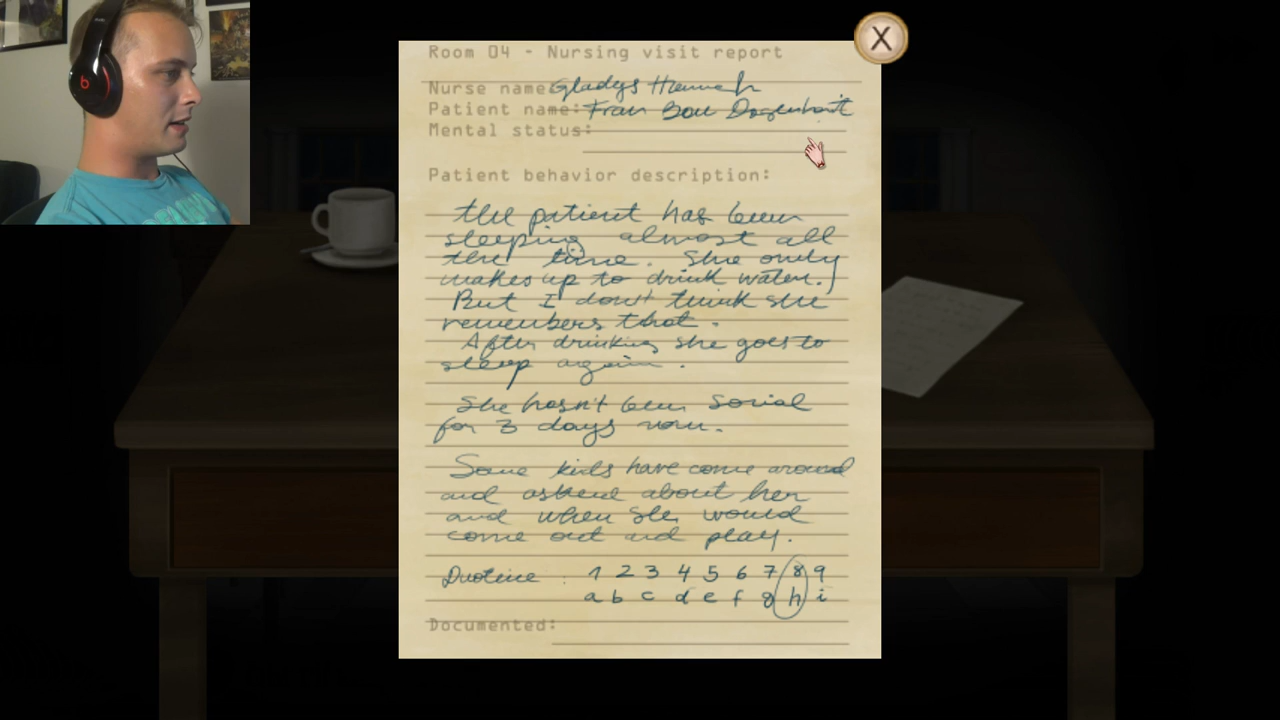 X
Room 04 - Nursing visit report
Nurse name: Gladys
Patient name: Fran Bow Dagenhart
Mental status:
Patient behavior description:
the patient has been
sleeping almost all
the time. She only
wakes up to drink water.
But I don't think she
remembers that.
After drinking she goes to
sleep again.
She hasn't been social
for 3 days now.
Some kids have come around
and asked about her
and when she would
come out and play.
Duotine : 1 2 3 4 5 6 7 8 9
a b c d e f g h i
Documented: